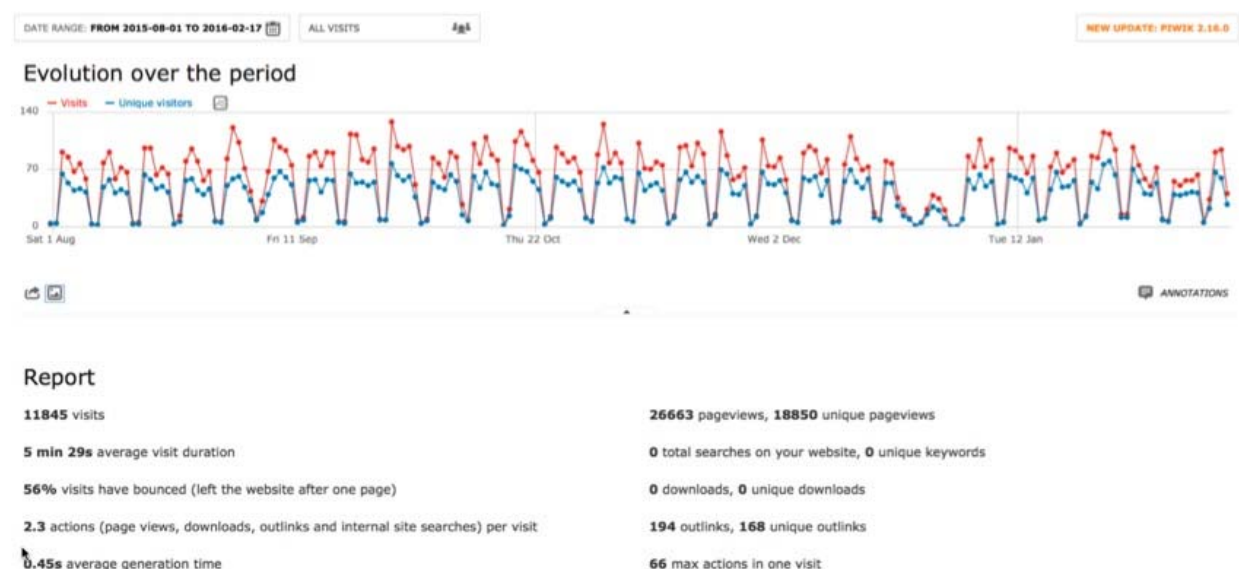 DATE RANGE: FROM 2015-08-01 TO 2016-02-17
ALL VISITS
NEW UPDATE: PIWIK 2.16.0
Evolution over the period
Visits Unique visitors
140
70
0
Sat 1 Aug Fri 11 Sep Thu 22 Oct Wed 2 Dec Tue 12 Jan
ANNOTATIONS
Report
11845 visits
26663 pageviews, 18850 unique pageviews
5 min 29s average visit duration
0 total searches on your website, 0 unique keywords
56% visits have bounced (left the website after one page)
0 downloads, 0 unique downloads
2.3 actions (page views, downloads, outlinks and internal site searches) per visit
194 outlinks, 168 unique outlinks
0.45s average generation time
66 max actions in one visit